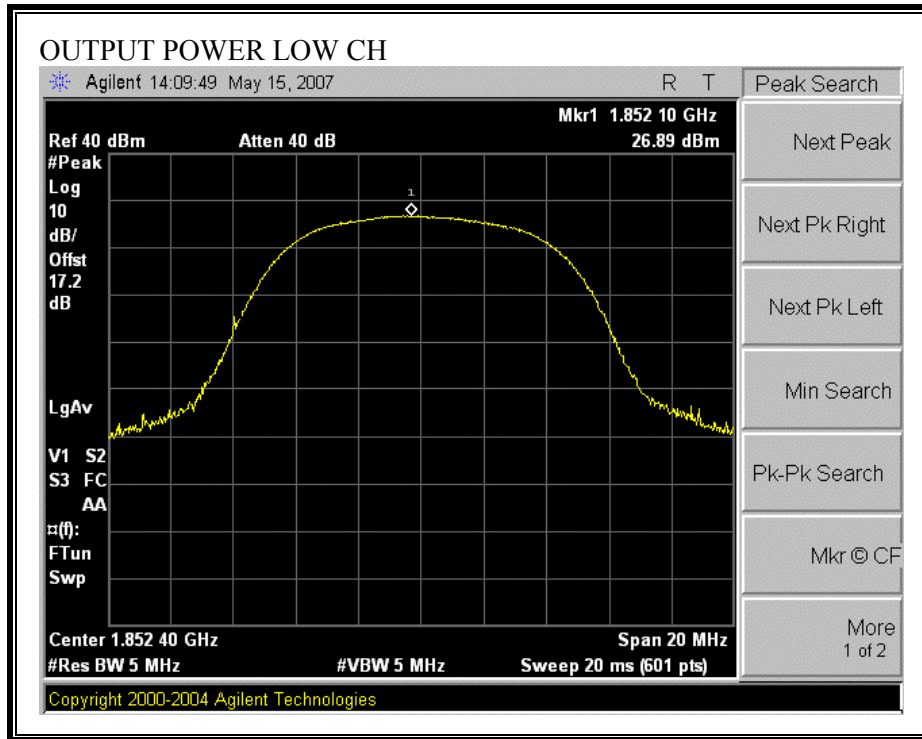 OUTPUT POWER LOW CH
Agilent 14:09:49 May 15, 2007 R T
Peak Search
Mkr1 1.852 10 GHz
Ref 40 dBm Atten 40 dB 26.89 dBm
#Peak
Log
10
dB/
Offst
17.2
dB
1
LgAv
V1 S2
S3 FC
AA
¤(f):
FTun
Swp
Center 1.852 40 GHz Span 20 MHz
#Res BW 5 MHz #VBW 5 MHz Sweep 20 ms (601 pts)
Copyright 2000-2004 Agilent Technologies
Next Peak
Next Pk Right
Next Pk Left
Min Search
Pk-Pk Search
Mkr © CF
More
1 of 2